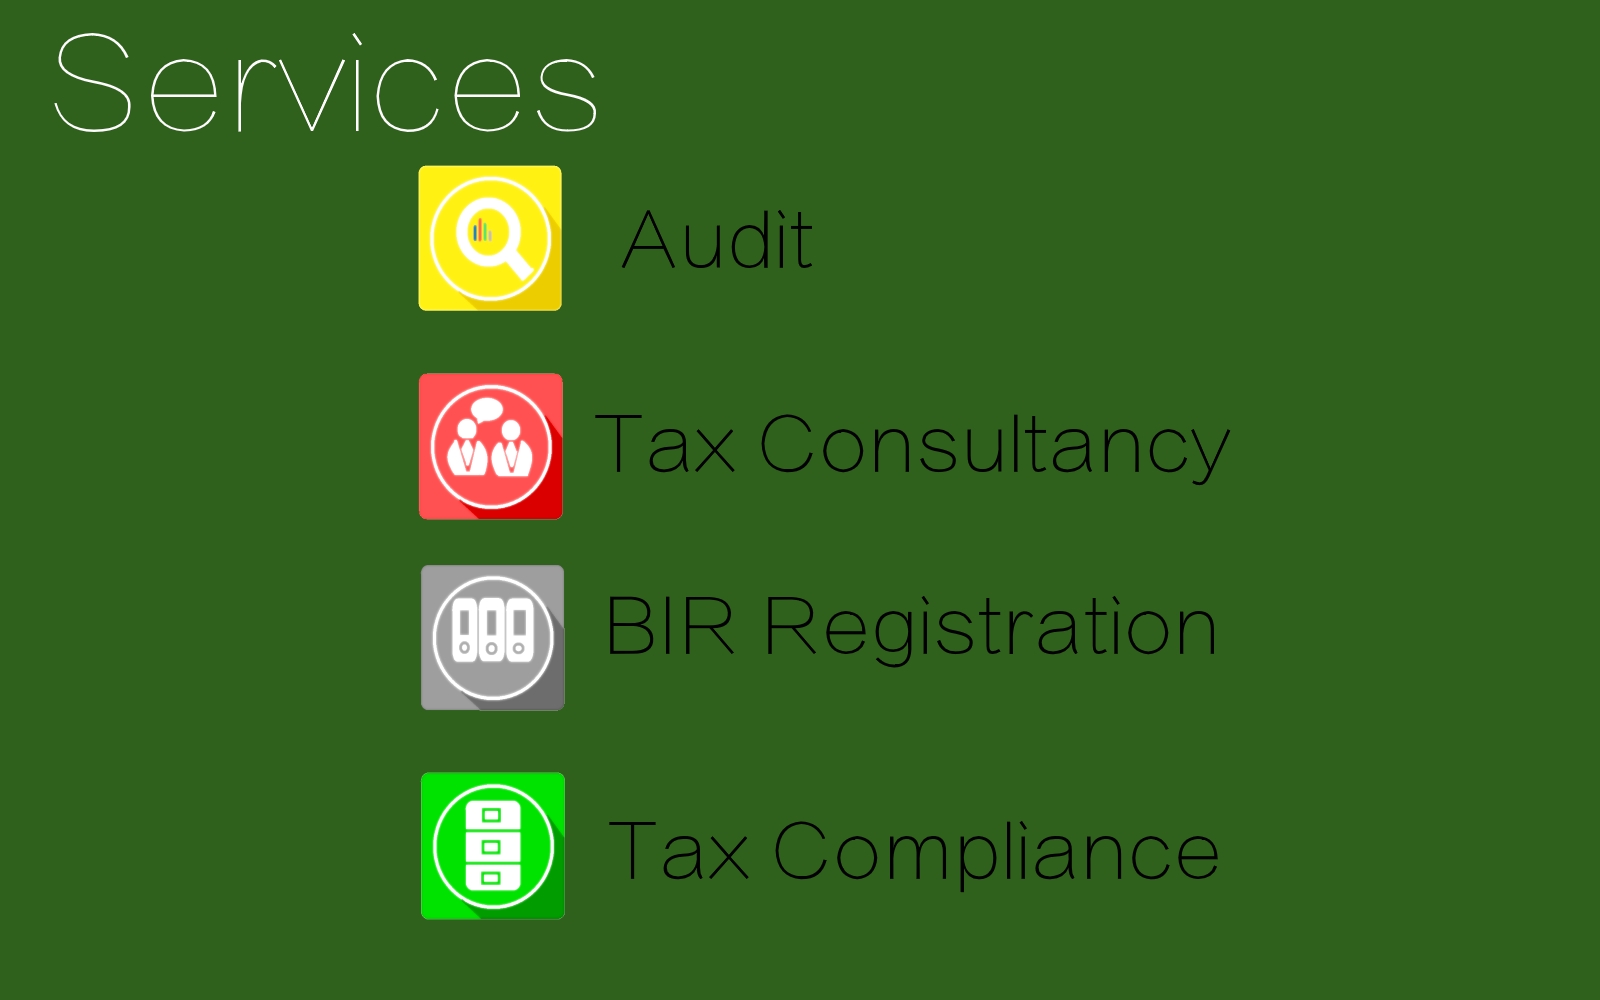 Services
Audit
Tax Consultancy
BIR Registration
Tax Compliance